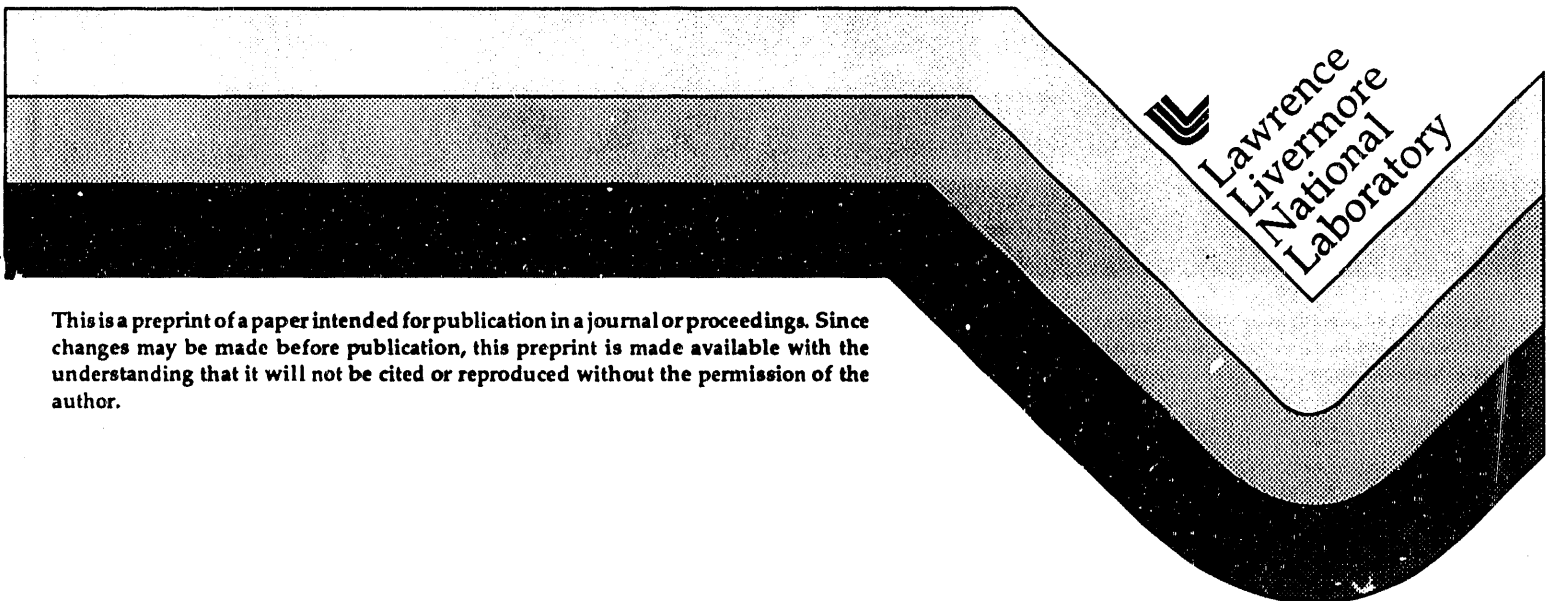 Lawrence
Livermore
National
Laboratory
This is a preprint of a paper intended for publication in a journal or proceedings. Since
changes may be made before publication, this preprint is made available with the
understanding that it will not be cited or reproduced without the permission of the
author.